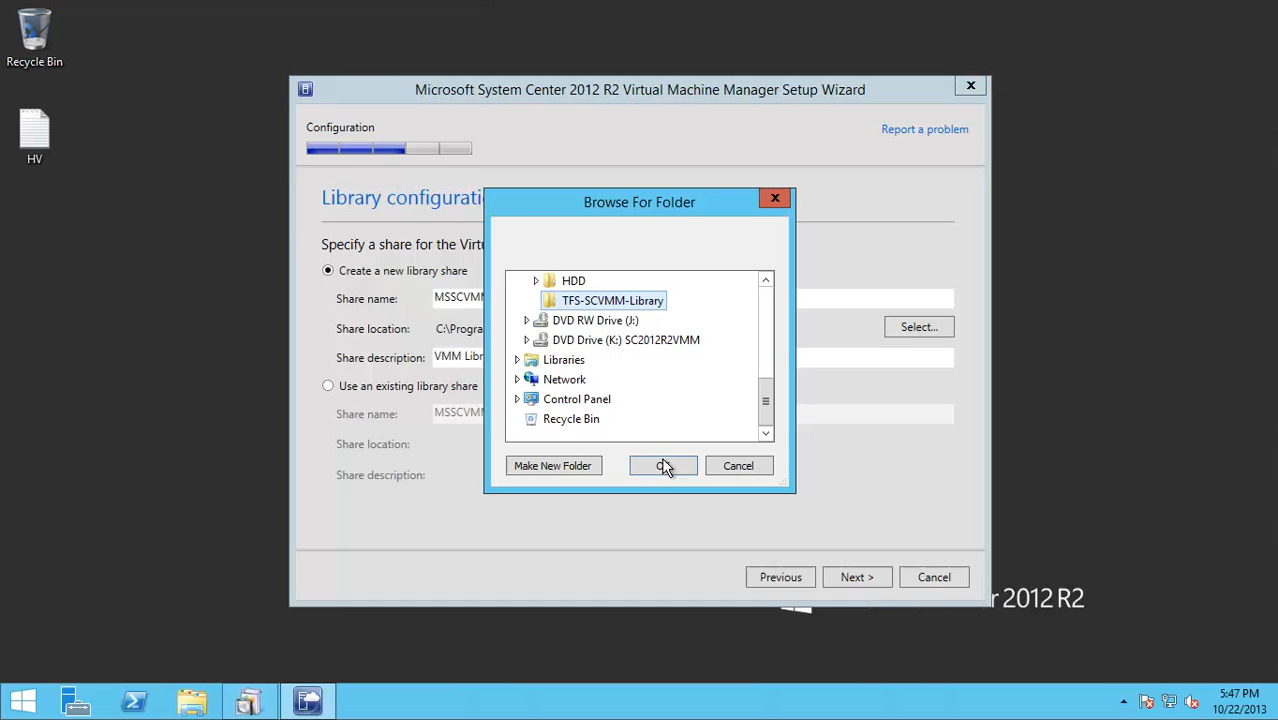 Recycle Bin
HV
Microsoft System Center 2012 R2 Virtual Machine Manager Setup Wizard
x
Configuration
Report a problem
Library configurati
Specify a share for the Virt
Create a new library share
Share name:
MSSCVMM
Share location:
C:\Progra
Select...
Share description:
VMM Libr
Use an existing library share
Share name:
MSSCVMM
Share location:
Share description:
Previous
Next >
Cancel
Browse For Folder
x
HDD
TFS-SCVMM-Library
DVD RW Drive (J:)
DVD Drive (K:) SC2012R2VMM
Libraries
Network
Control Panel
Recycle Bin
Make New Folder
Cancel
r 2012 R2
5:47 PM
10/22/2013